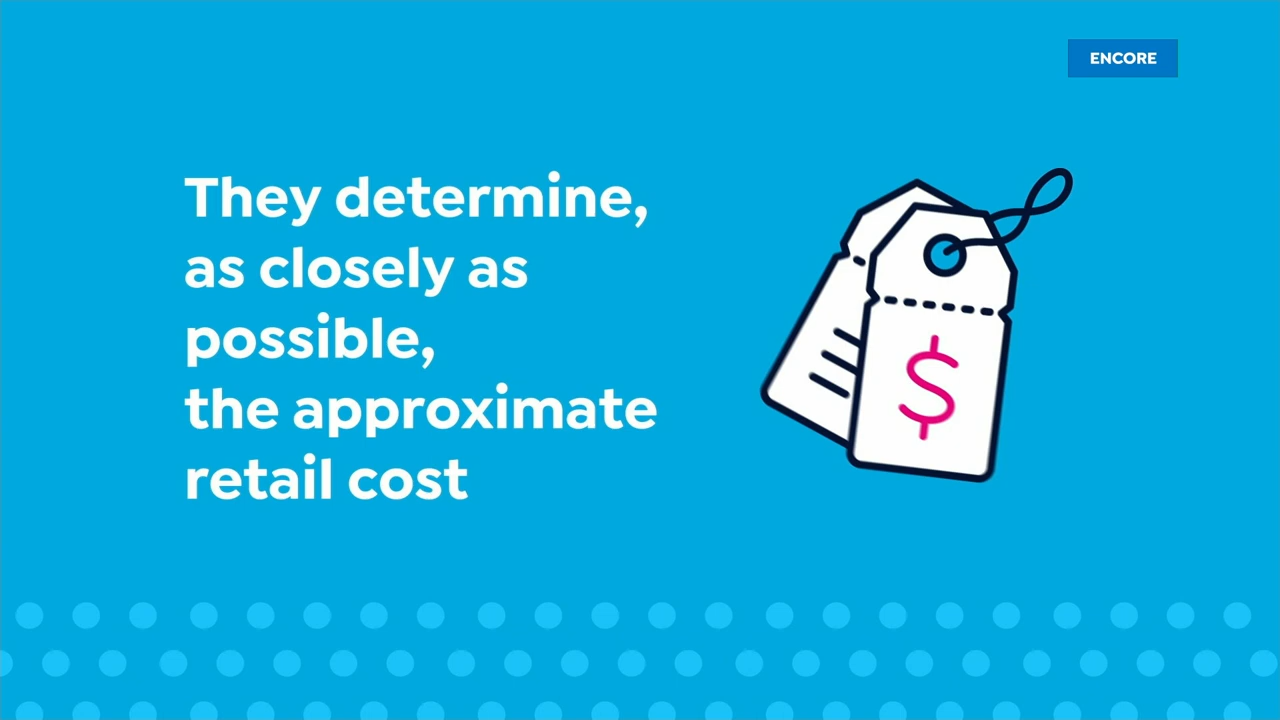 ENCORE
They determine,
as closely as
possible,
the approximate
retail cost
$